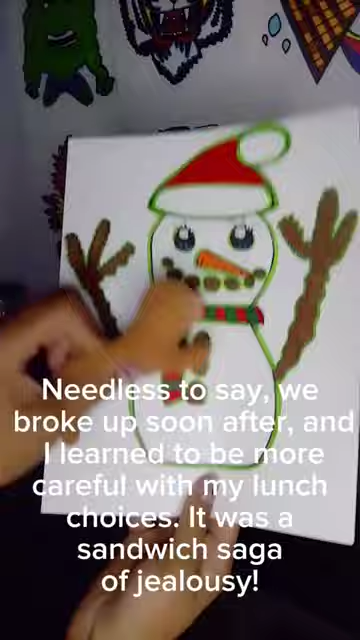 Needless to say, we
broke up soon after, and
I learned to be more
careful with my lunch
choices. It was a
sandwich saga
of jealousy!